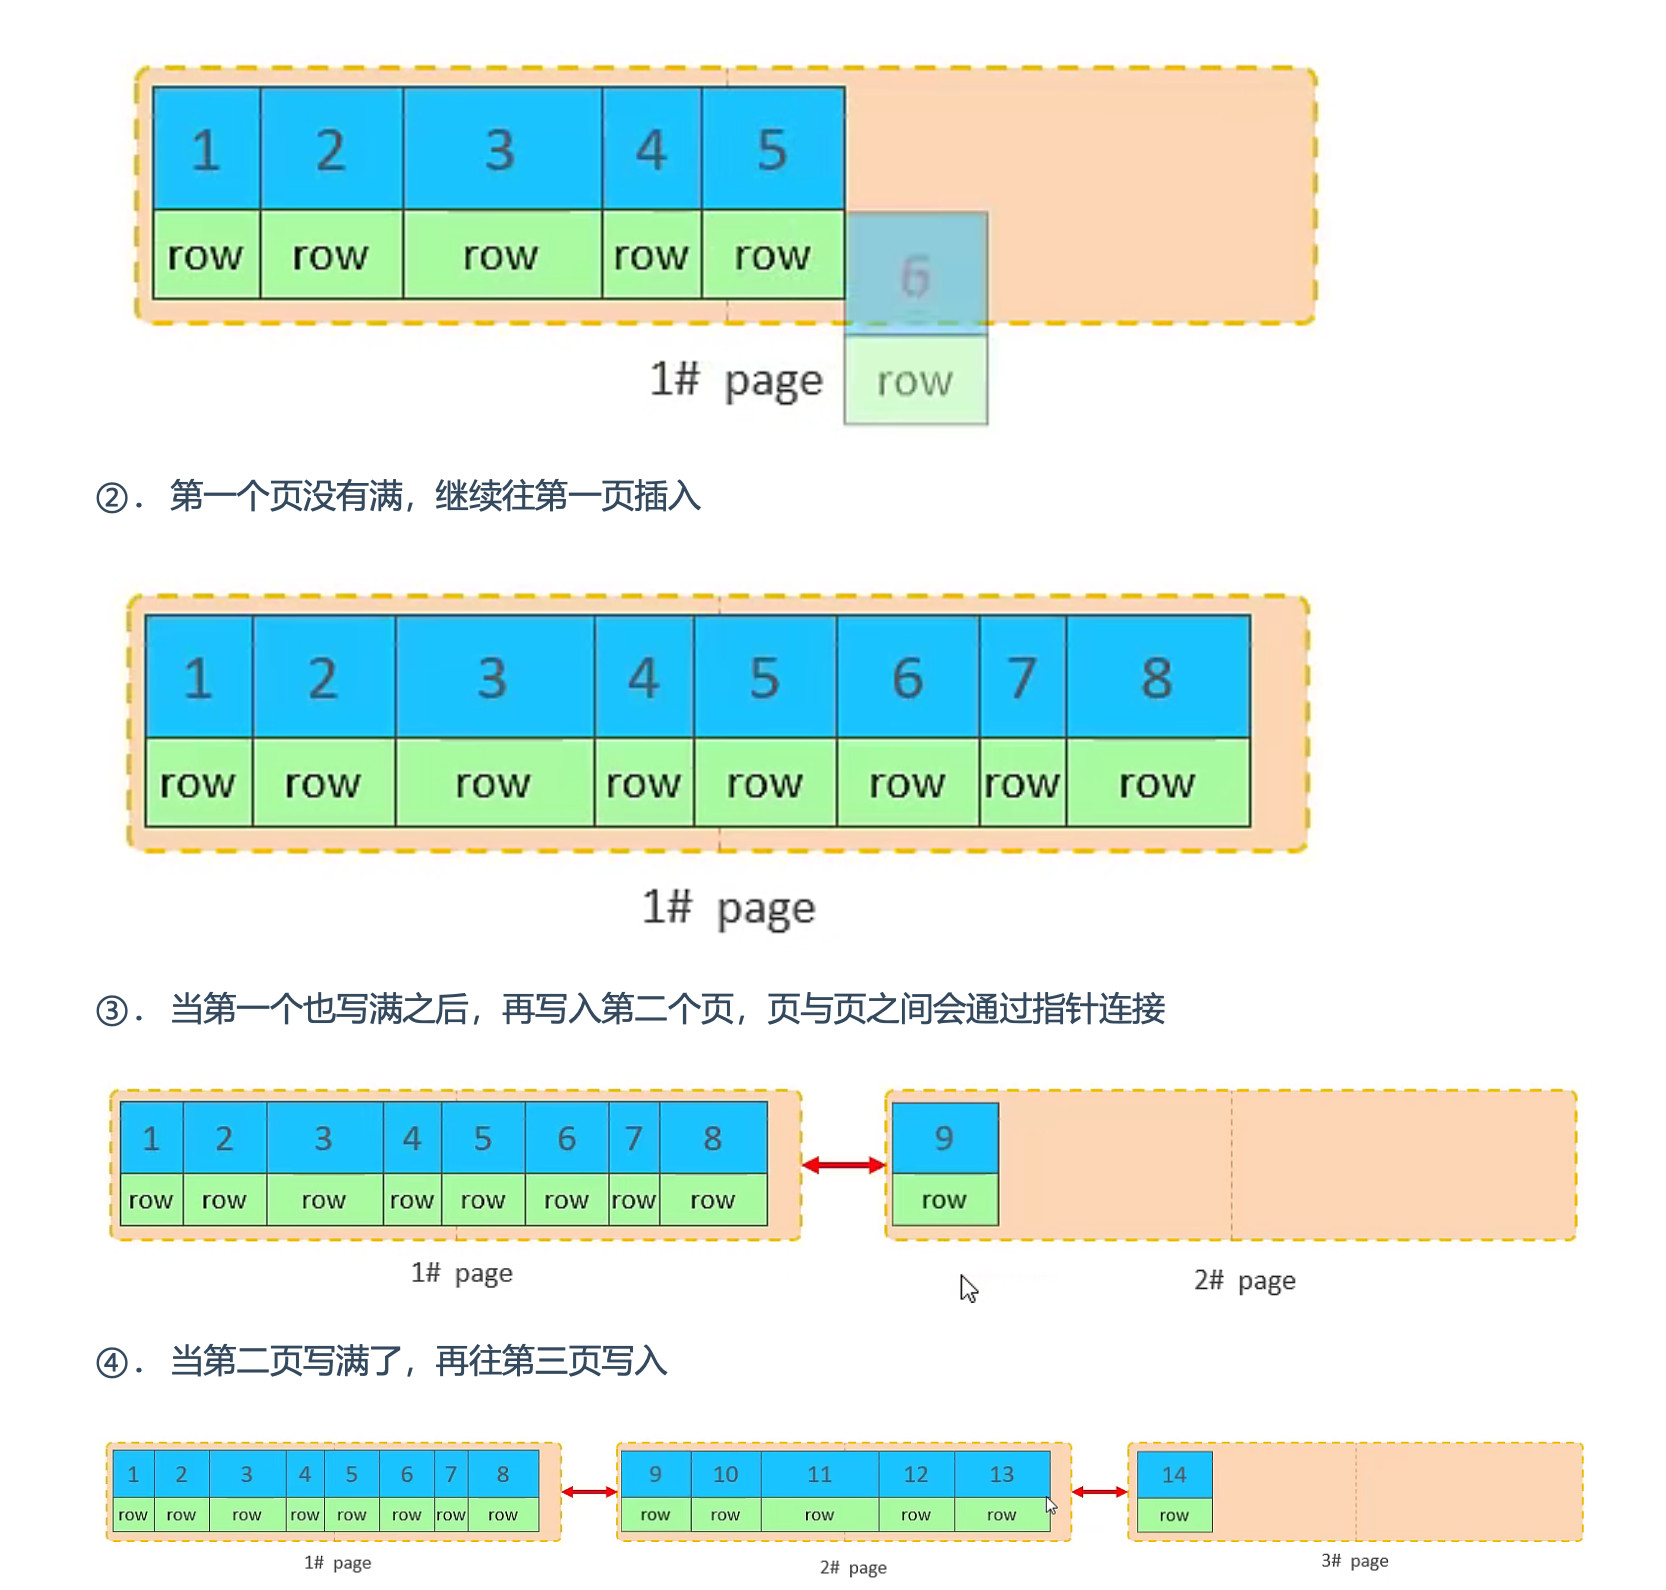 1 2 3 4 5
row row row row row
6
1# page row
②. 第一个页没有满，继续往第一页插入
1 2 3 4 5 6 7 8
row row row row row row row row
1# page
③. 当第一个也写满之后，再写入第二个页，页与页之间会通过指针连接
1 2 3 4 5 6 7 8 9
row row row row row row row row row
1# page 2# page
④. 当第二页写满了，再往第三页写入
1 2 3 4 5 6 7 8 9 10 11 12 13 14
row row row row row row row row row row row row row row
1# page 2# page 3# page